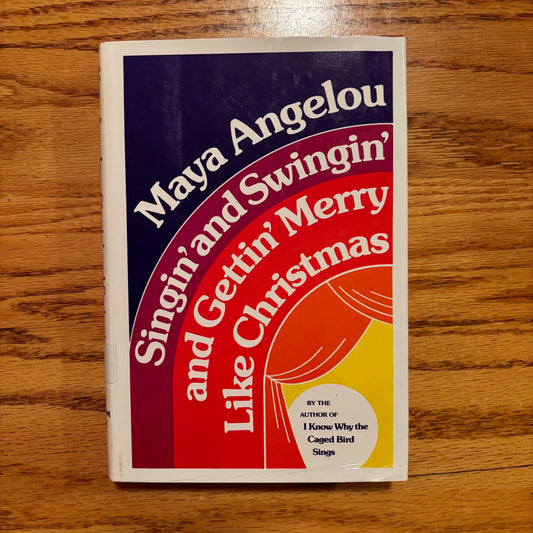 Maya Angelou
Singin' and Swingin'
and Gettin' Merry
Like Christmas
BY THE
AUTHOR OF
I Know Why the
Caged Bird
Sings